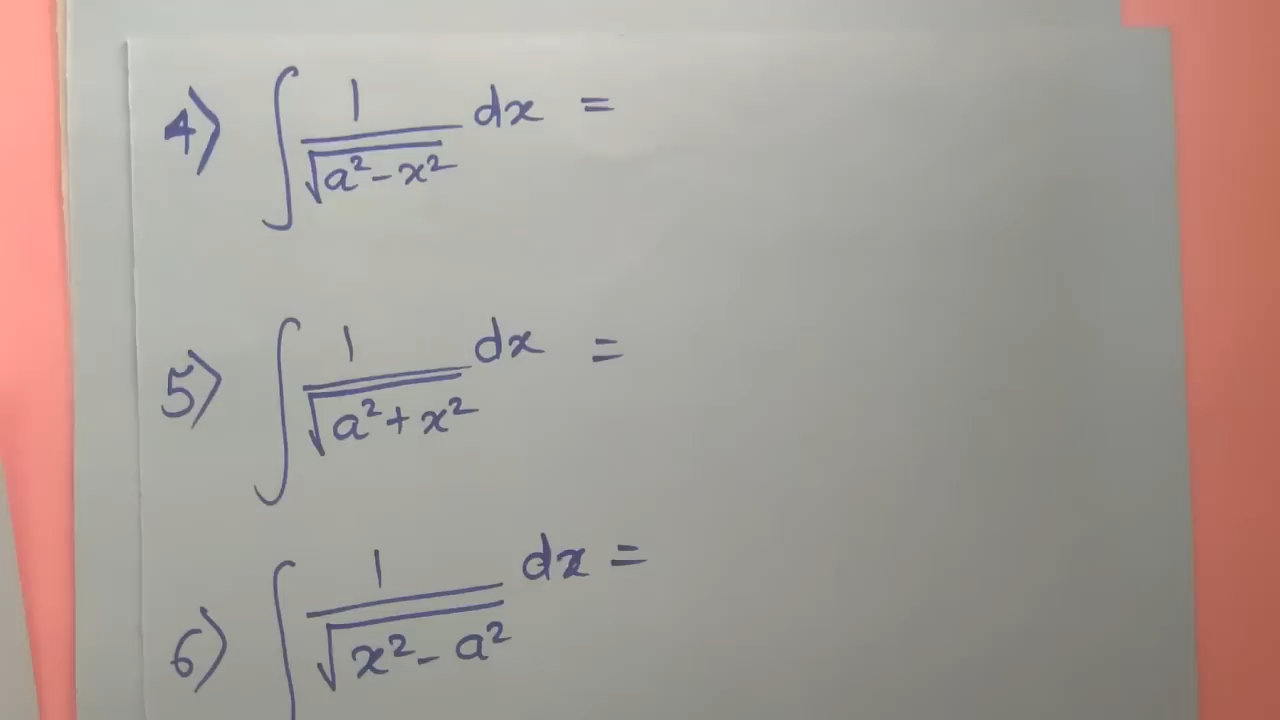 4) ∫ 1/√(a² - x²) dx =
5) ∫ 1/√(a² + x²) dx =
6) ∫ 1/√(x² - a²) dx =